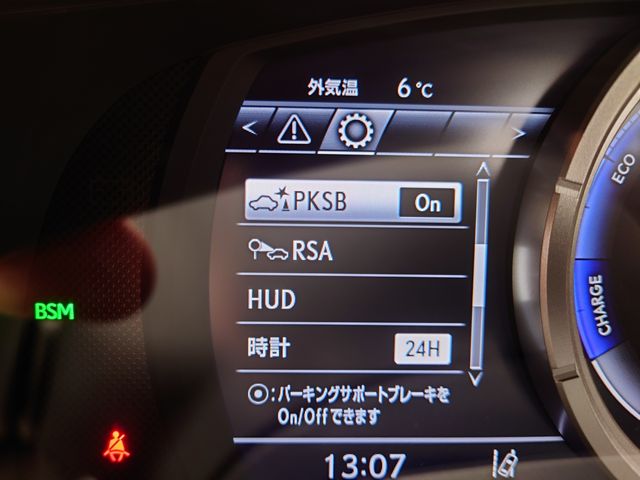 外気温 6℃
PKSB On
RSA
HUD
時計 24H
⦿:パーキングサポートブレーキを
On/Offできます
13:07
BSM
ECO
CHARGE